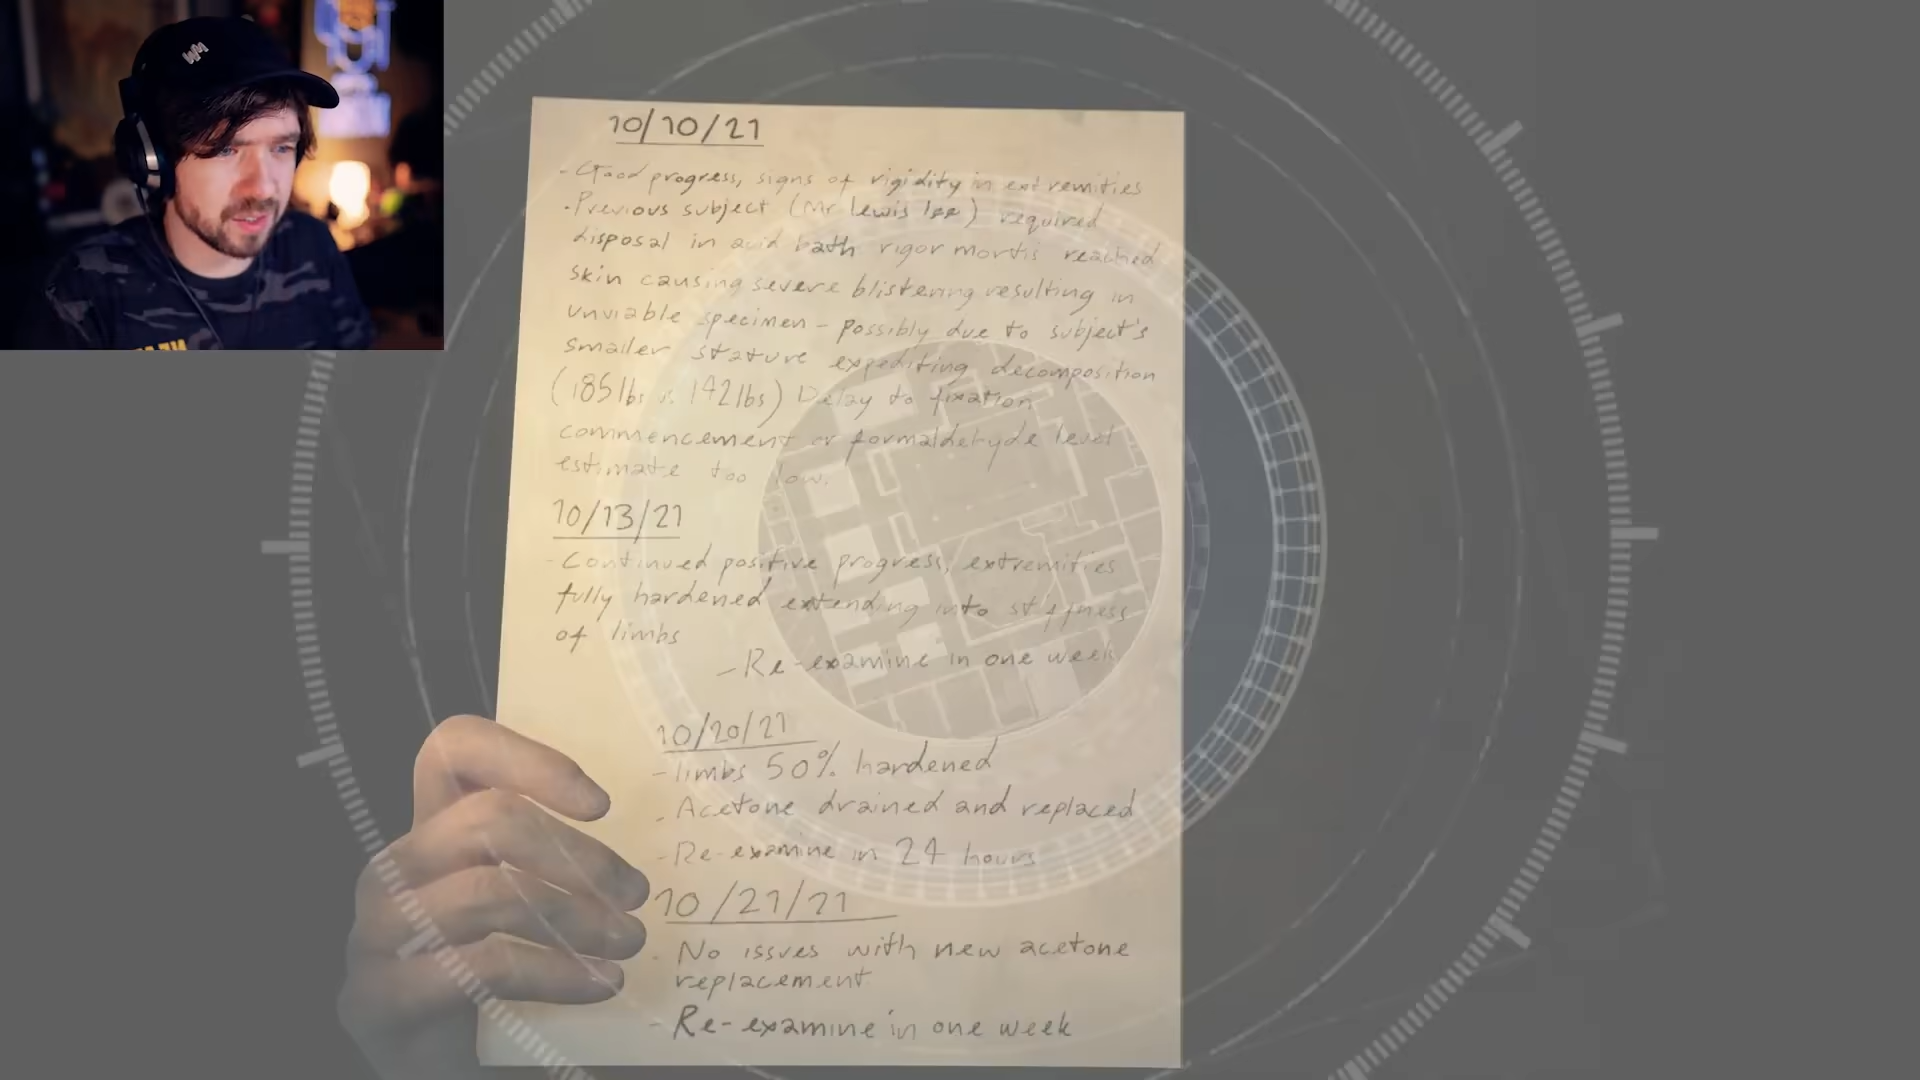 10/10/21
- Good progress, signs of rigidity in extremities
- Previous subject (Mr Lewis lee) required
disposal in acid bath rigor mortis reached
skin causing severe blistering resulting in
unviable specimen - possibly due to subject's
smaller stature expediting decomposition
(185lbs vs. 142lbs) Delay to fixation
commencement or formaldehyde level
estimate too low.
10/13/21
- Continued positive progress, extremities
fully hardened extending into stiffness
of limbs
- Re-examine in one week
10/20/21
- limbs 50% hardened
- Acetone drained and replaced
- Re-examine in 24 hours
10/21/21
- No issues with new acetone
replacement
- Re-examine in one week